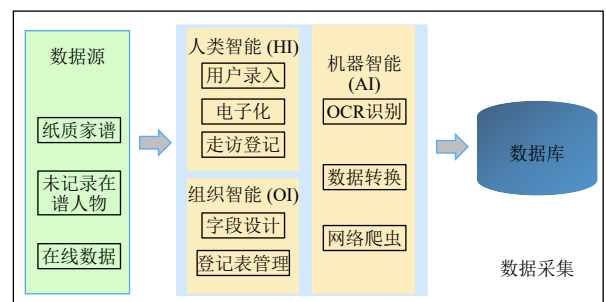 数据源
纸质家谱
未记录在
谱人物
在线数据
人类智能 (HI)
用户录入
电子化
走访登记
组织智能 (OI)
字段设计
登记表管理
机器智能
(AI)
OCR识别
数据转换
网络爬虫
数据库
数据采集